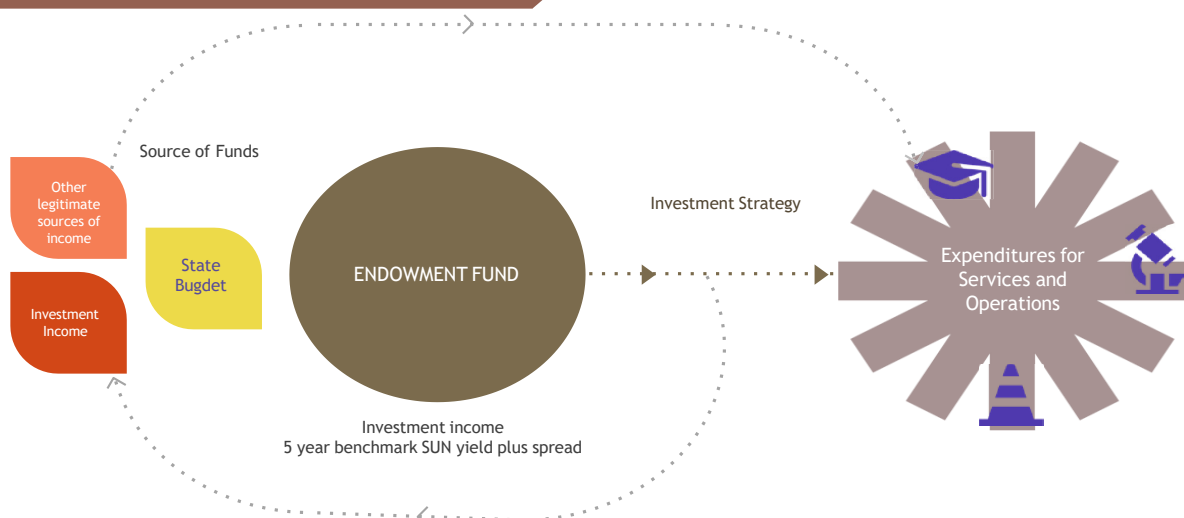 Source of Funds
Other
legitimate
sources of
income
State
Bugdet
Investment
Income
ENDOWMENT FUND
Investment Strategy
Expenditures for
Services and
Operations
Investment income
5 year benchmark SUN yield plus spread